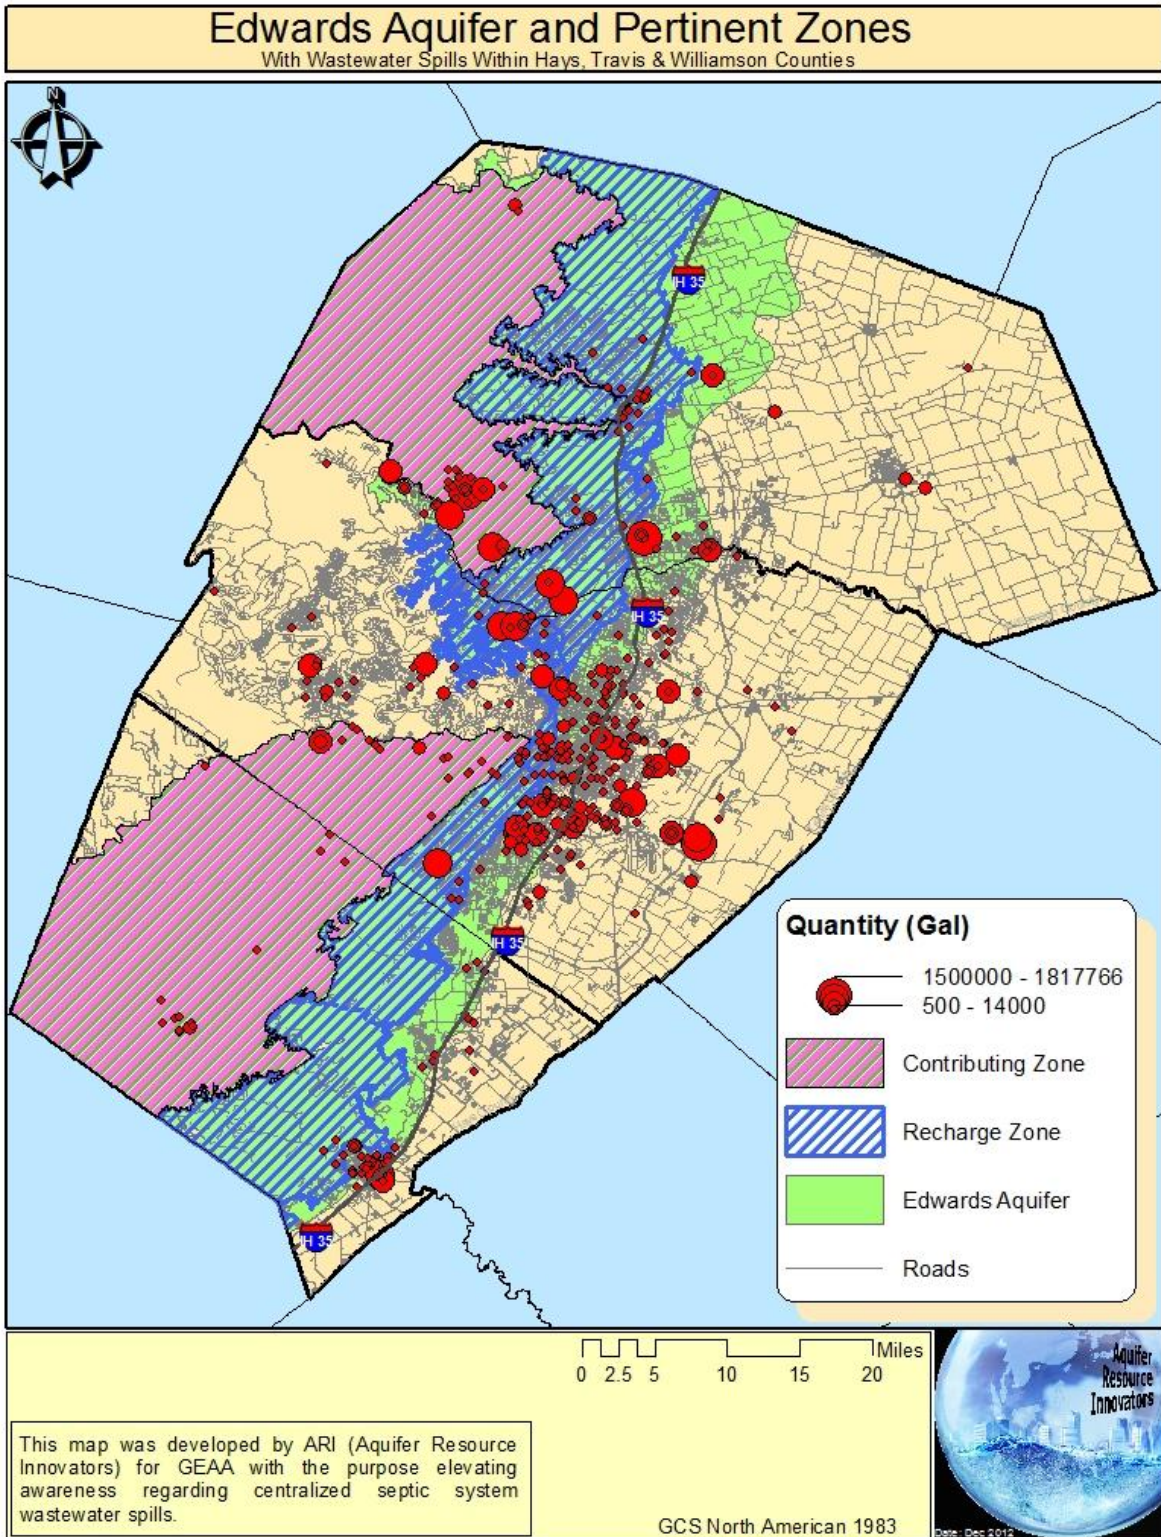 Edwards Aquifer and Pertinent Zones
With Wastewater Spills Within Hays, Travis & Williamson Counties
N
IH 35
IH 35
IH 35
IH 35
Quantity (Gal)
1500000 - 1817766
500 - 14000
Contributing Zone
Recharge Zone
Edwards Aquifer
Roads
Miles
0 2.5 5 10 15 20
This map was developed by ARI (Aquifer Resource
Innovators) for GEAA with the purpose elevating
awareness regarding centralized septic system
wastewater spills.
GCS North American 1983
Aquifer
Resource
Innovators
Date: Dec 2012